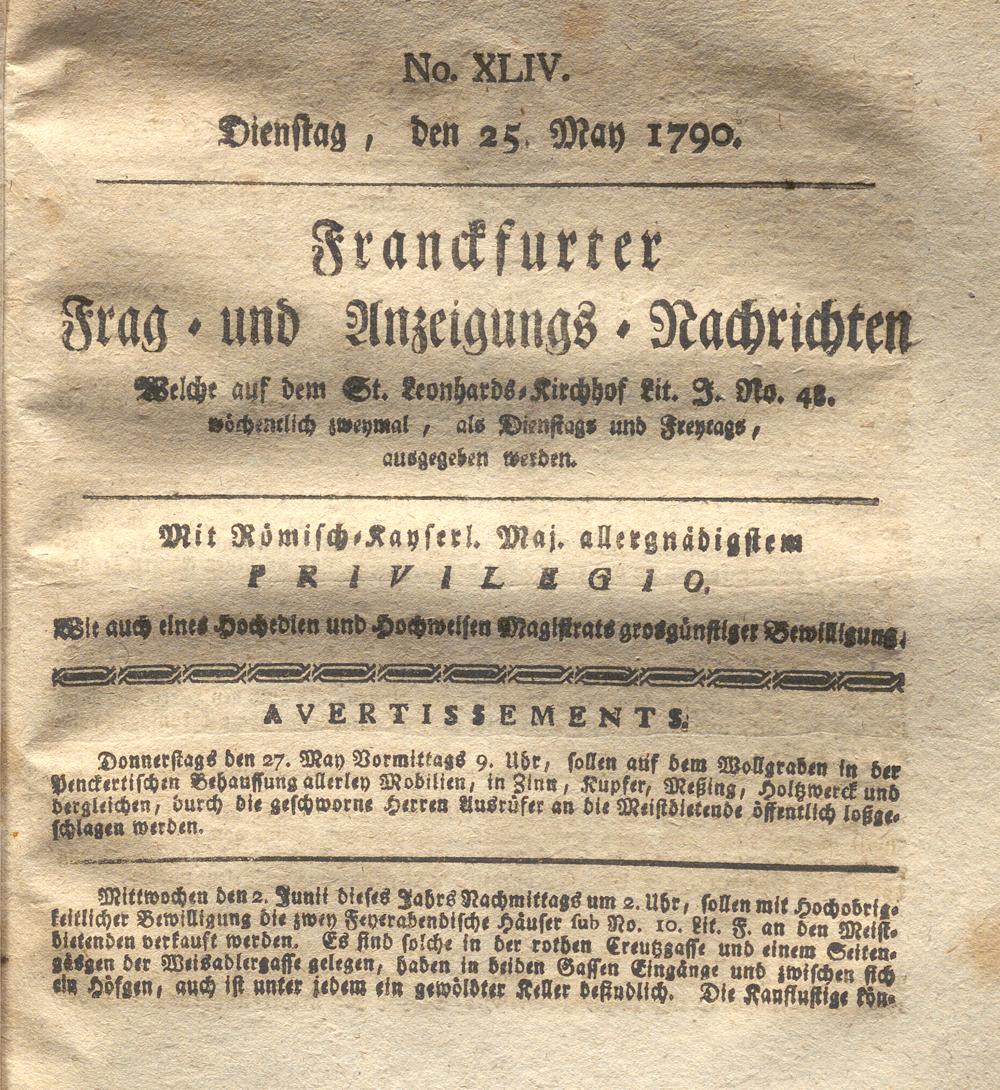 No. XLIV.
Dienstag, den 25. May 1790.
Franckfurter
Frag- und Anzeigungs-Nachrichten
Welche auf dem St. Leonhards-Kirchhof Lit. J. No. 48.
wöchentlich zweymal, als Dienstags und Freytags,
ausgegeben werden.
Mit Römisch-Kayserl. Maj. allergnädigstem
PRIVILEGIO.
Wie auch eines Hochedlen und Hochweisen Magistrats grosgünstiger Bewilligung.
AVERTISSEMENTS.
Donnerstags den 27. May Vormittags 9. Uhr, sollen auf dem Wollgraben in der
Penckertischen Behaussung allerley Mobilien, in Zinn, Kupfer, Meßing, Holtzwerck und
dergleichen, durch die geschworne Herren Ausrüfer an die Meistbietende öffentlich loßge-
schlagen werden.
Mittwochen den 2. Junii dieses Jahrs Nachmittags um 2. Uhr, sollen mit Hochobrig-
keitlicher Bewilligung die zwey Feyerabendische Häuser sub No. 10. Lit. F. an den Meist-
bietenden verkauft werden. Es sind solche in der rothen Creutzgasse und einem Seiten-
gäsgen der Weisadlergasse gelegen, haben in beiden Gassen Eingänge und zwischen sich
ein Höfgen, auch ist unter jedem ein gewölbter Keller befindlich. Die Kauflustige kön-